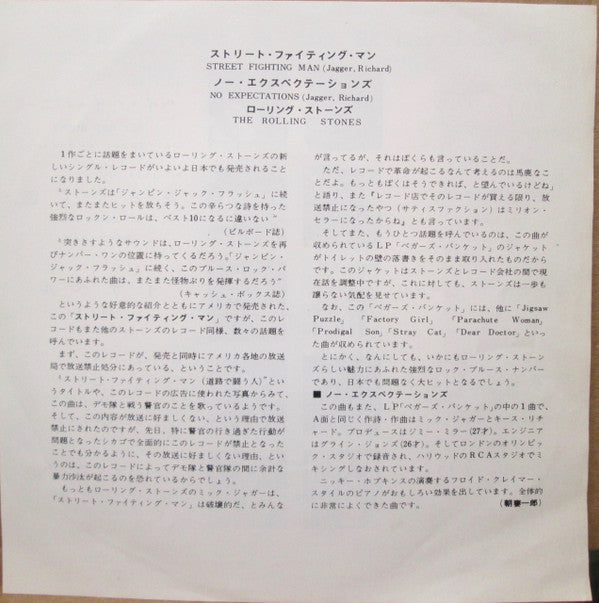 ストリート・ファイティング・マン
STREET FIGHTING MAN (Jagger, Richard)
ノー・エクスペクテーションズ
NO EXPECTATIONS (Jagger, Richard)
ローリング・ストーンズ
THE ROLLING STONES
1作ごとに話題をまいているローリング・ストーンズの新
しいシングル・レコードがいよいよ日本でも発売されること
になりました。
"ストーンズは「ジャンピン・ジャック・フラッシュ」に続
いて、またまたヒットを放ちそう。この辛らつな詩を持った
強烈なロックン・ロールは、ベスト10になるに違いない"
(ビルボード誌)
"突きさすようなサウンドは、ローリング・ストーンズを再
びナンバー・ワンの位置に持ってくるだろう。「ジャンピン・
ジャック・フラッシュ」に続く、このブルース・ロック、パ
ワーにあふれた曲は、またまた怪物ぶりを発揮するだろう"
(キャッシュ・ボックス誌)
というような好意的な紹介とともにアメリカで発売された、
この「ストリート・ファイティング・マン」ですが、このレ
コードもまた他のストーンズのレコード同様、数々の話題を
呼んでいます。
まず、このレコードが、発売と同時にアメリカ各地の放送
局で放送禁止処分にあっている、ということです。
"ストリート・ファイティング・マン(道路で闘う人)"とい
うタイトルや、このレコードの広告に使われた写真からみて、
この曲は、デモ隊と戦う警官のことを歌っているようです。
そして、この内容が放送に好ましくない、という理由で放送
禁止にされたのですが、先日、特に警官の行き過ぎた行動が
問題となったシカゴで全面的にこのレコードが禁止となった
ことでも分かるように、その放送に好ましくない理由、とい
うのは、このレコードによってデモ隊と警官隊の間に余計な
暴力沙汰が起こるのを恐れているからでしょう。
もっともローリング・ストーンズのミック・ジャガーは、
「ストリート・ファイティング・マン」は破壊的だ、とみんな
が言ってるが、それはぼくらも言っていることだ。
ただ、レコードで革命が起こるなんて考えるのは馬鹿なこ
とだよ。もっともぼくはそうできれば、と望んでいるけどね」
と語り、また『レコード店でそのレコードが買える限り、放
送禁止になったやつ(サティスファクション)はミリオン・
セラーになったからね』とも言っています。
そしてまた、もうひとつ話題を呼んでいるのは、この曲が
収められているLP「ベガーズ・バンケット」のジャケット
がトイレットの壁の落書きをそのまま取り入れたものだから
です。このジャケットはストーンズとレコード会社の間で現
在話を調整中ですが、これに対しても、ストーンズは一歩も
譲らない気配を見せています。
なお、この「ベガーズ・バンケット」には、他に「Jigsaw
Puzzle」「Factory Girl」「Parachute Woman」
「Prodigal Son」「Stray Cat」「Dear Doctor」といっ
た曲が収められています。
とにかく、なんにしても、いかにもローリング・ストーン
ズらしい魅力にあふれた強烈なロック・ブルース・ナンバー
であり、日本でも問題なく大ヒットとなるでしょう。
■ノー・エクスペクテーションズ
この曲もまた、LP「ベガーズ・バンケット」の中の1曲で、
A面と同じく作詩・作曲はミック・ジャガーとキース・リチ
ャード。プロデュースはジミー・ミラー(27才)。エンジニア
はグライン・ジョーンズ(26才)。そしてロンドンのオリンピッ
ク・スタジオで録音され、ハリウッドのRCAスタジオでミ
キシングしなおされています。
ニッキー・ホプキンスの演奏するフロイド・クレイマー・
スタイルのピアノがおもしろい効果を出しています。全体的
に非常によくできた曲です。(朝妻一郎)